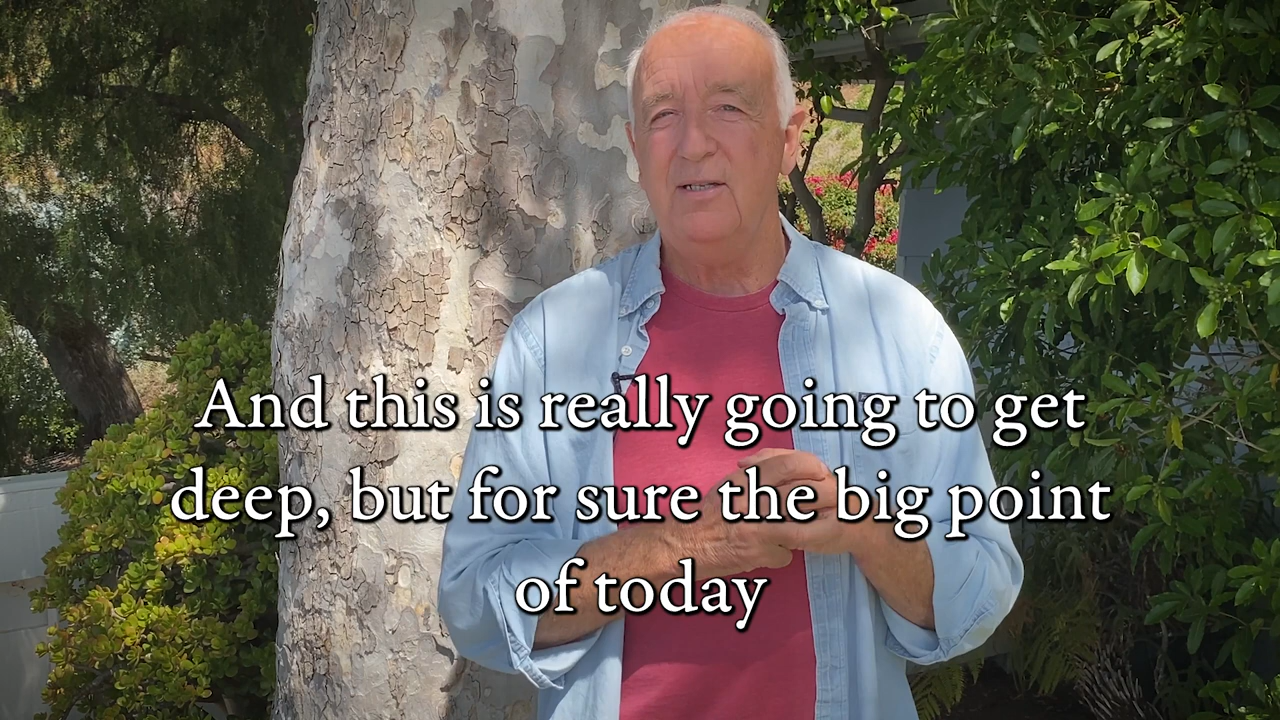 And this is really going to get
deep, but for sure the big point
of today